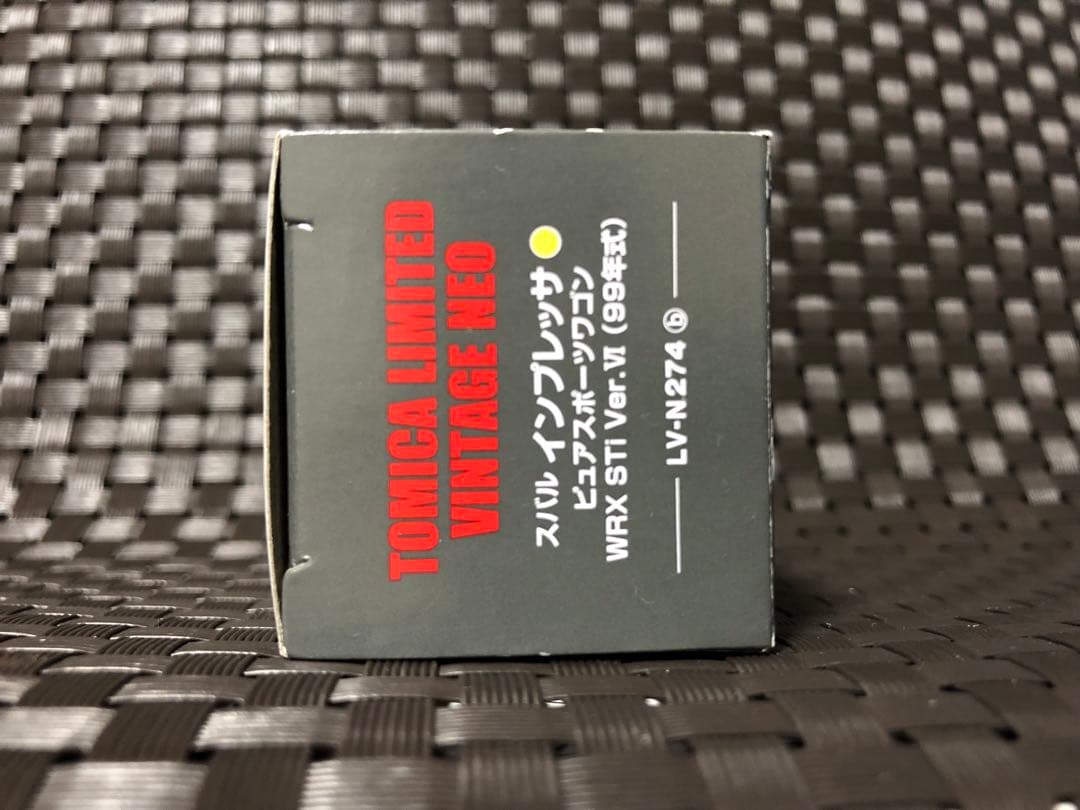 TOMICA LIMITED
VINTAGE NEO
スバル インプレッサ
ピュアスポーツワゴン
WRX STi Ver.Ⅵ (99年式)
LV-N274 ⓑ